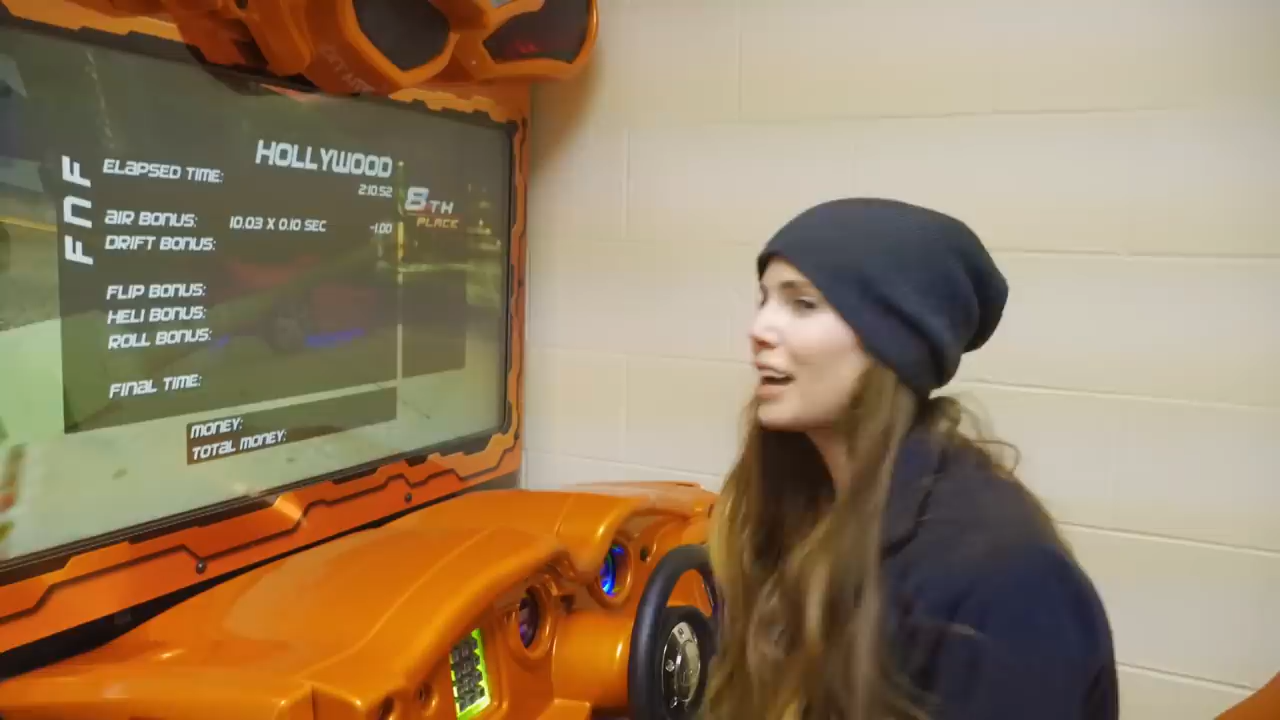 HOLLYWOOD
ELAPSED TIME:
2:10.52
AIR BONUS: 10.03 X 0.10 SEC -1.00
DRIFT BONUS:
FLIP BONUS:
HELI BONUS:
ROLL BONUS:
FINAL TIME:
MONEY:
TOTAL MONEY:
FNF
8TH
PLACE